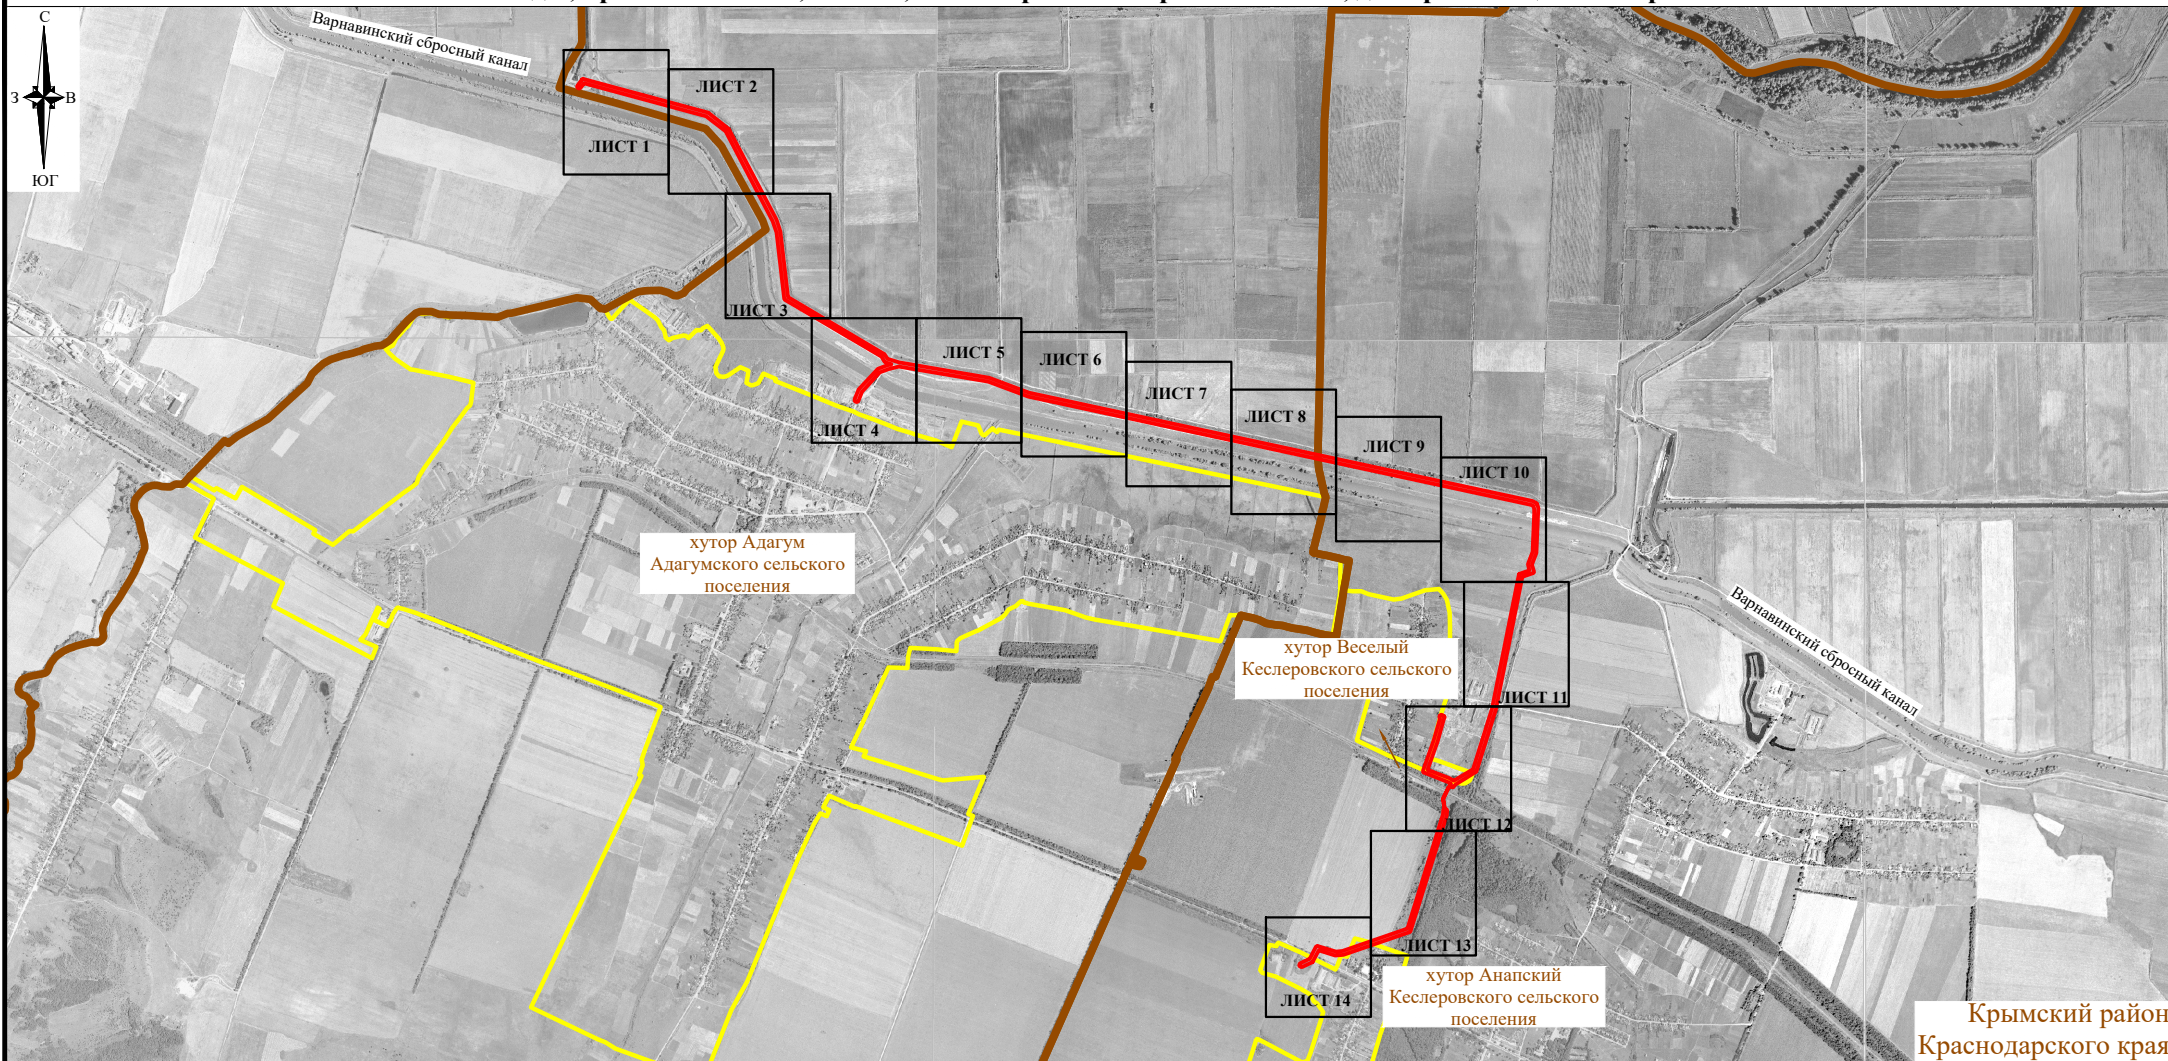 С
З
В
ЮГ
Варнавинский сбросный канал
ЛИСТ 1
ЛИСТ 2
ЛИСТ 3
ЛИСТ 4
ЛИСТ 5
ЛИСТ 6
ЛИСТ 7
ЛИСТ 8
ЛИСТ 9
ЛИСТ 10
хутор Адагум
Адагумского сельского
поселения
хутор Веселый
Кеслеровского сельского
поселения
Варнавинский сбросный канал
ЛИСТ 11
ЛИСТ 12
ЛИСТ 13
ЛИСТ 14
хутор Анапский
Кеслеровского сельского
поселения
Крымский район
Краснодарского края